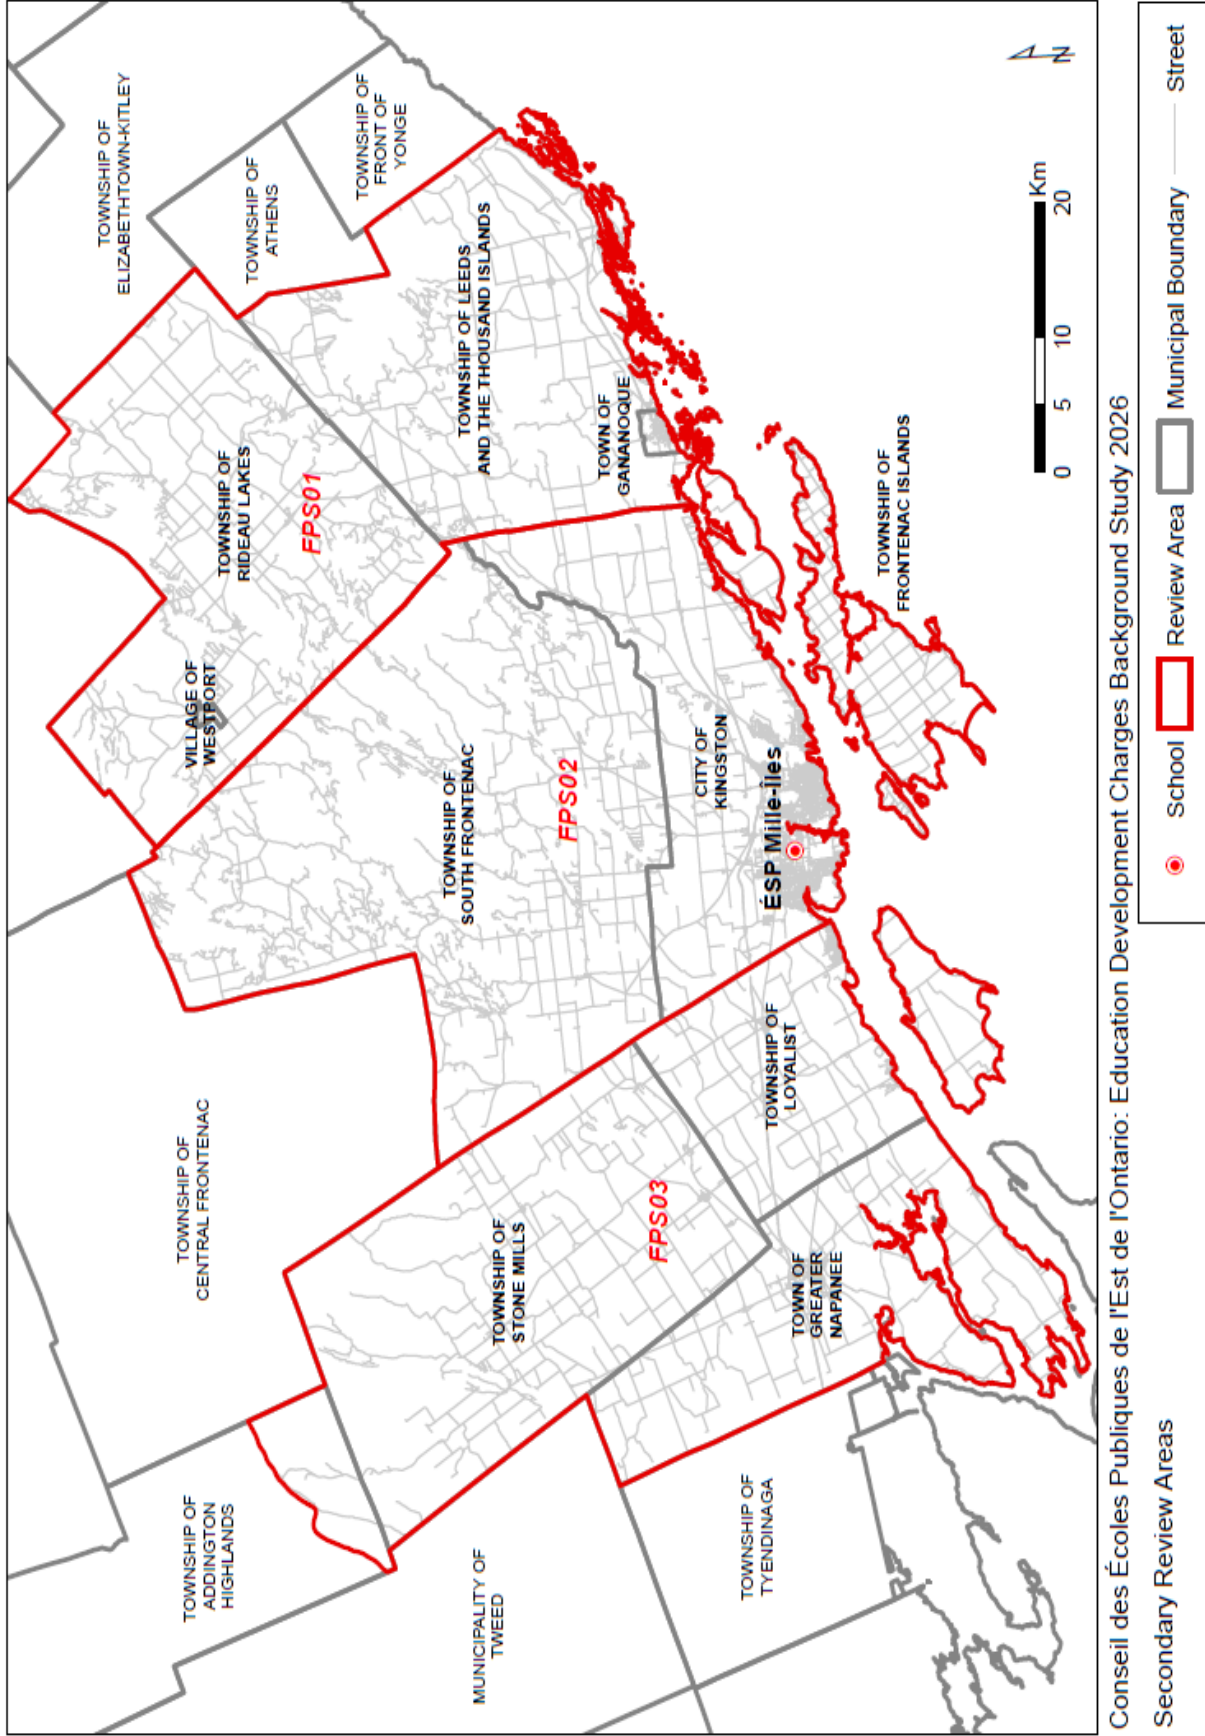 TOWNSHIP OF
ADDINGTON
HIGHLANDS
TOWNSHIP OF
CENTRAL FRONTENAC
VILLAGE OF
WESTPORT
TOWNSHIP OF
RIDEAU LAKES
FPS01
TOWNSHIP OF
ELIZABETHTOWN-KITLEY
TOWNSHIP OF
ATHENS
TOWNSHIP OF
FRONT OF
YONGE
MUNICIPALITY OF
TWEED
TOWNSHIP OF
STONE MILLS
FPS03
TOWNSHIP OF
SOUTH FRONTENAC
FPS02
TOWNSHIP OF LEEDS
AND THE THOUSAND ISLANDS
TOWN OF
GANANOQUE
TOWNSHIP OF
TYENDINAGA
TOWN OF
GREATER
NAPANEE
TOWNSHIP OF
LOYALIST
CITY OF
KINGSTON
ÉSP Mille-Îles
TOWNSHIP OF
FRONTENAC ISLANDS
0 5 10 20 Km
N
Conseil des Écoles Publiques de l'Est de l'Ontario: Education Development Charges Background Study 2026
Secondary Review Areas
School Review Area Municipal Boundary Street